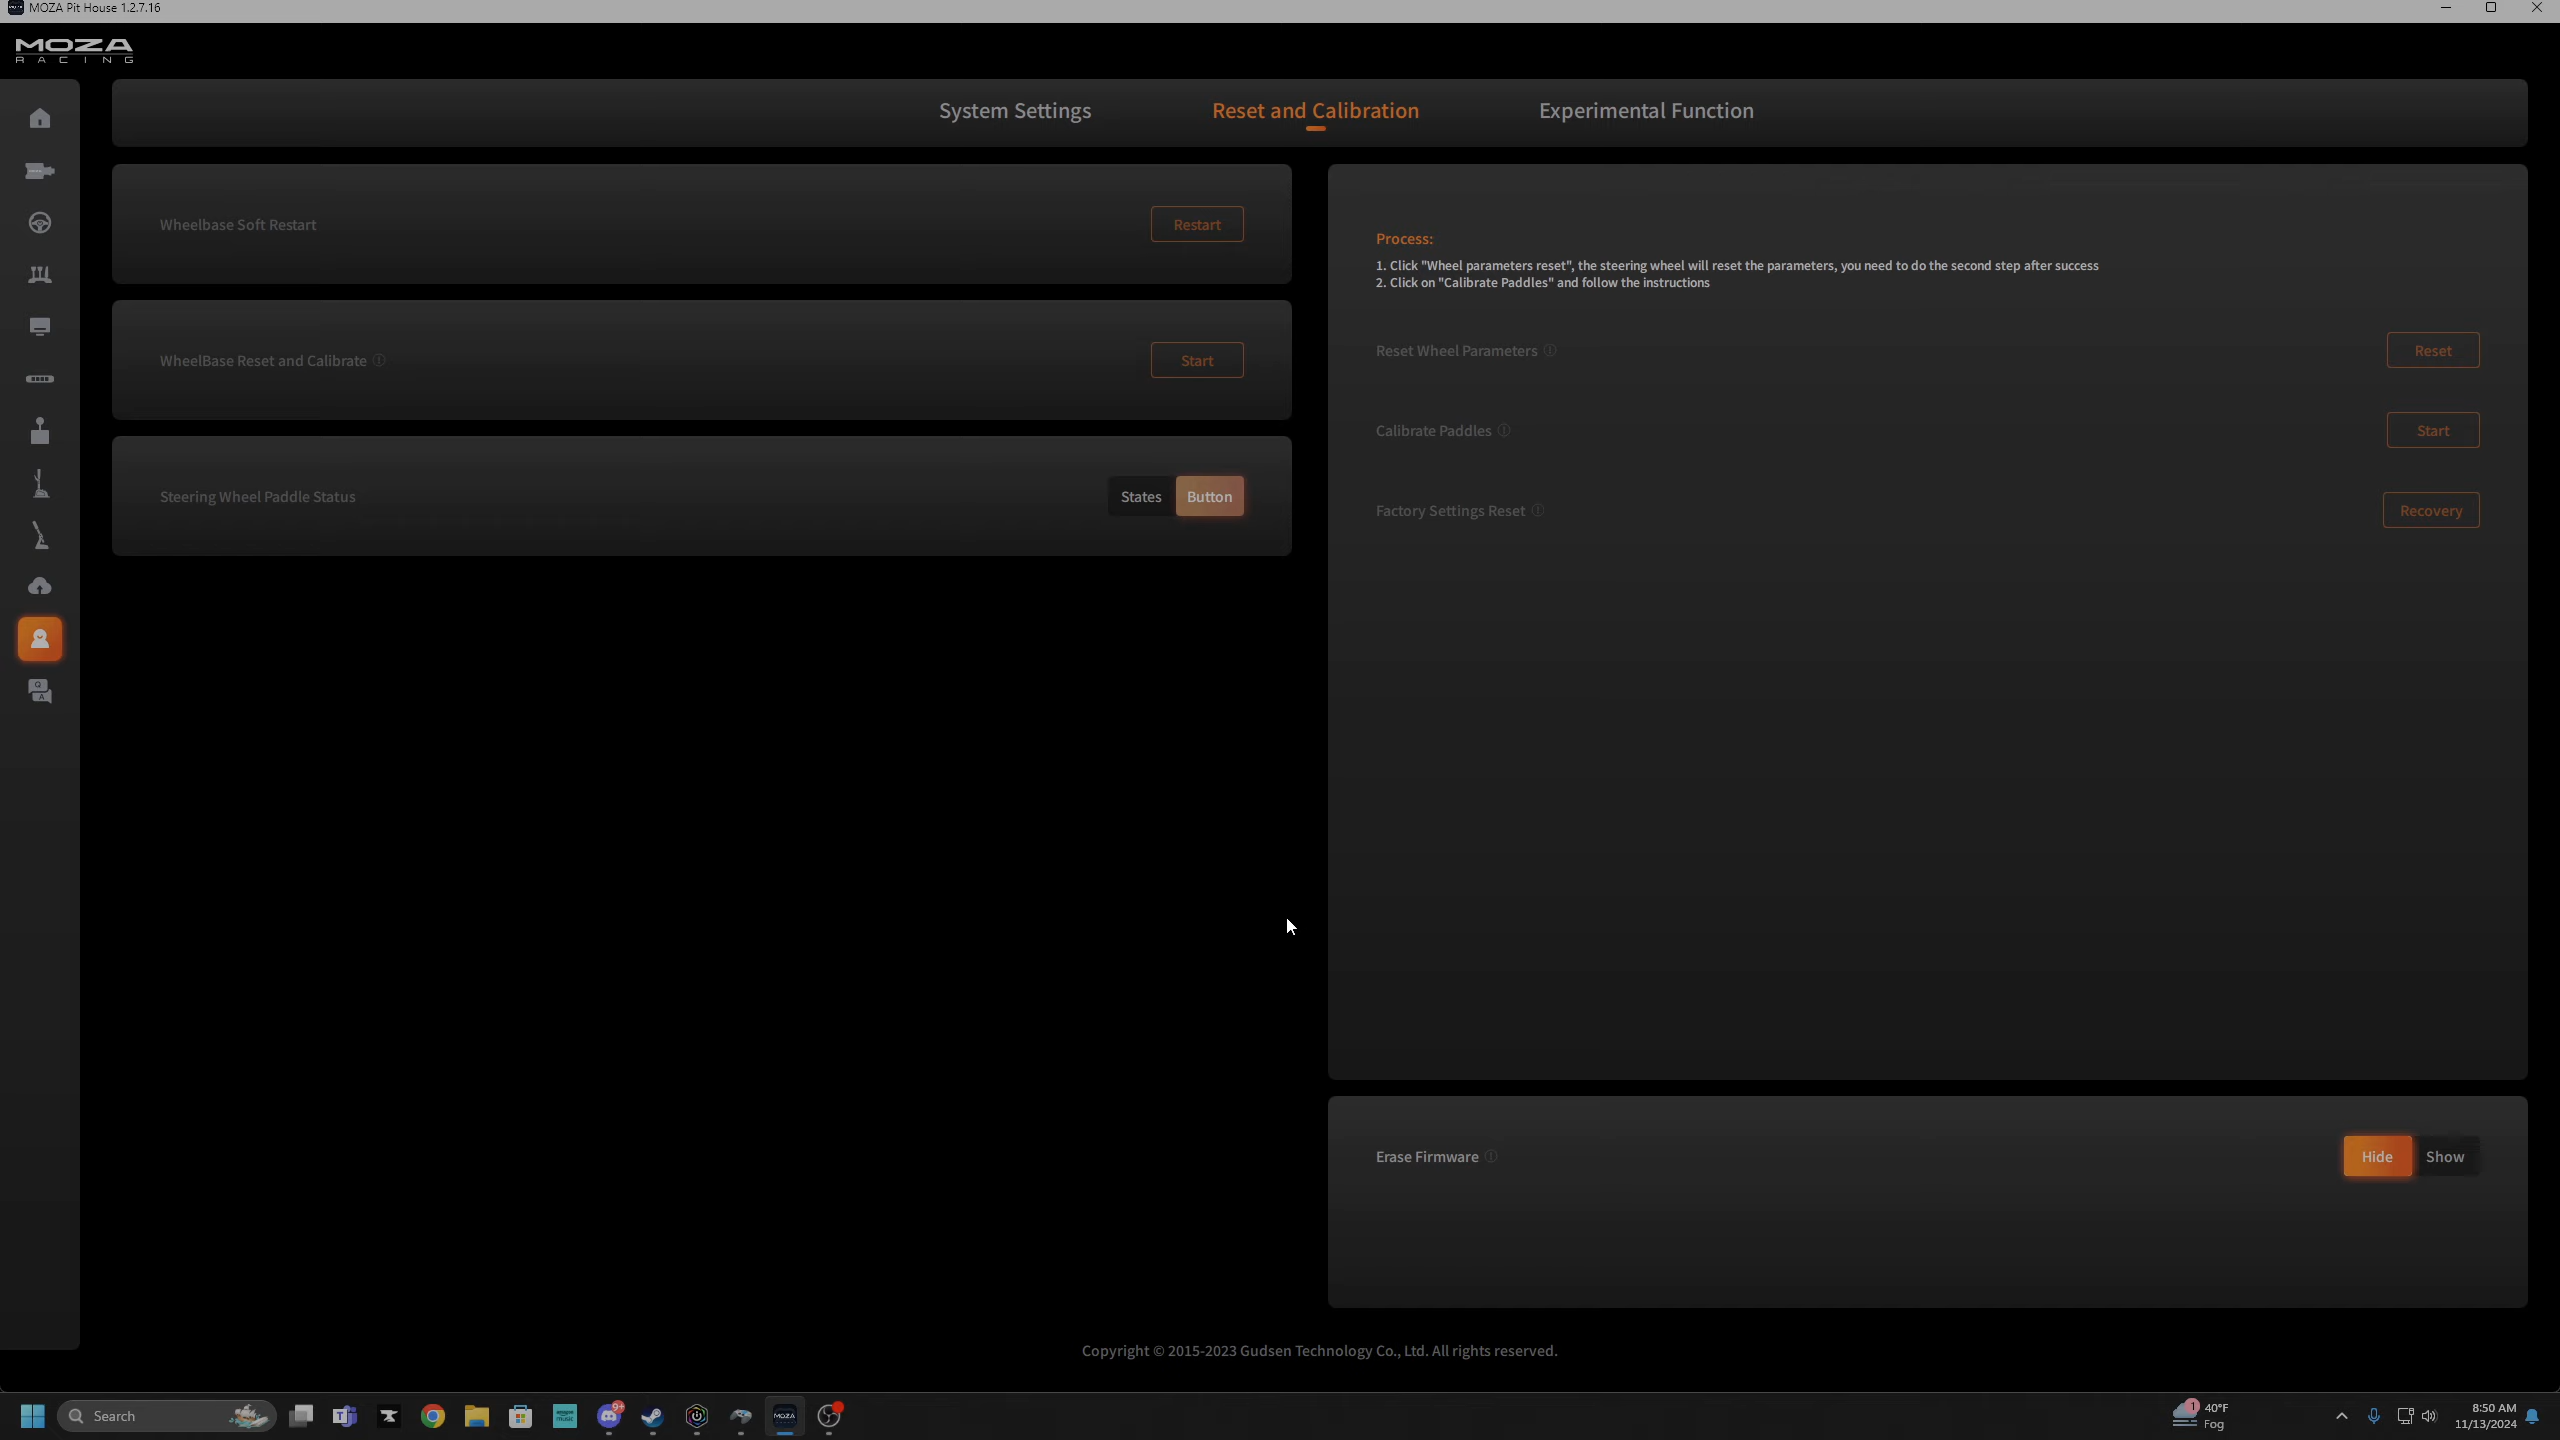 MOZA Pit House 1.2.7.16
MOZA
RACING
System Settings
Reset and Calibration
Experimental Function
Wheelbase Soft Restart
Restart
WheelBase Reset and Calibrate
Start
Steering Wheel Paddle Status
States
Button
Process:
1. Click "Wheel parameters reset", the steering wheel will reset the parameters, you need to do the second step after success
2. Click on "Calibrate Paddles" and follow the instructions
Reset Wheel Parameters
Reset
Calibrate Paddles
Start
Factory Settings Reset
Recovery
Q
A
Erase Firmware
Hide
Show
Copyright © 2015-2023 Gudsen Technology Co., Ltd. All rights reserved.
Search
9+
MOZA
1
40°F
Fog
8:50 AM
11/13/2024